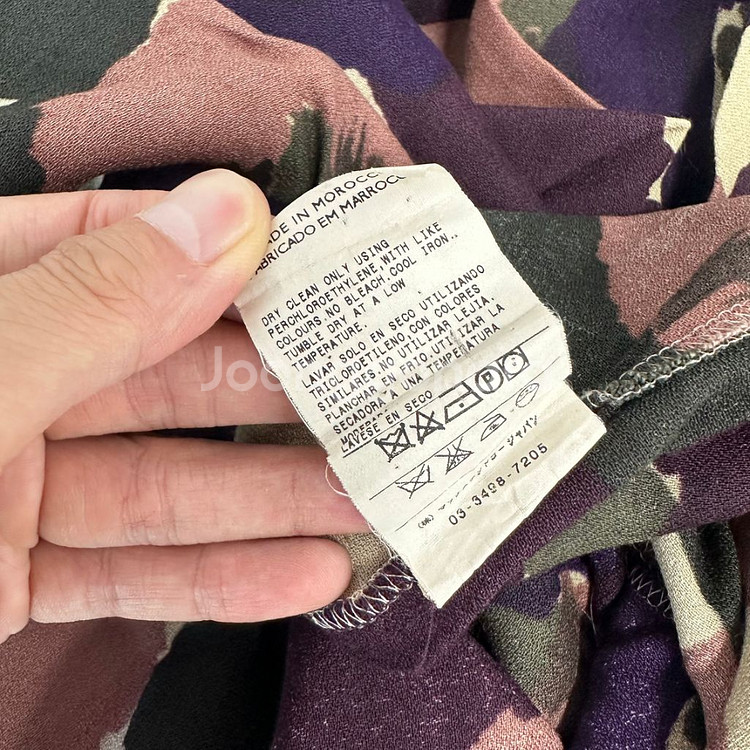 MADE IN MOROCCO
FABRICADO EM MARROCOS
DRY CLEAN ONLY USING
PERCHLOROETHYLENE,WITH LIKE
COLOURS.NO BLEACH.COOL IRON..
TUMBLE DRY AT A LOW
TEMPERATURE.
LAVAR SOLO EN SECO UTILIZANDO
TRICLOROETILENO,CON COLORES
SIMILARES.NO UTILIZAR LEJIA.
PLANCHAR EN FRIO.UTILIZAR LA
SECADORA A UNA TEMPERATURA
LAVESE EN SECO
P
03-3498-7205